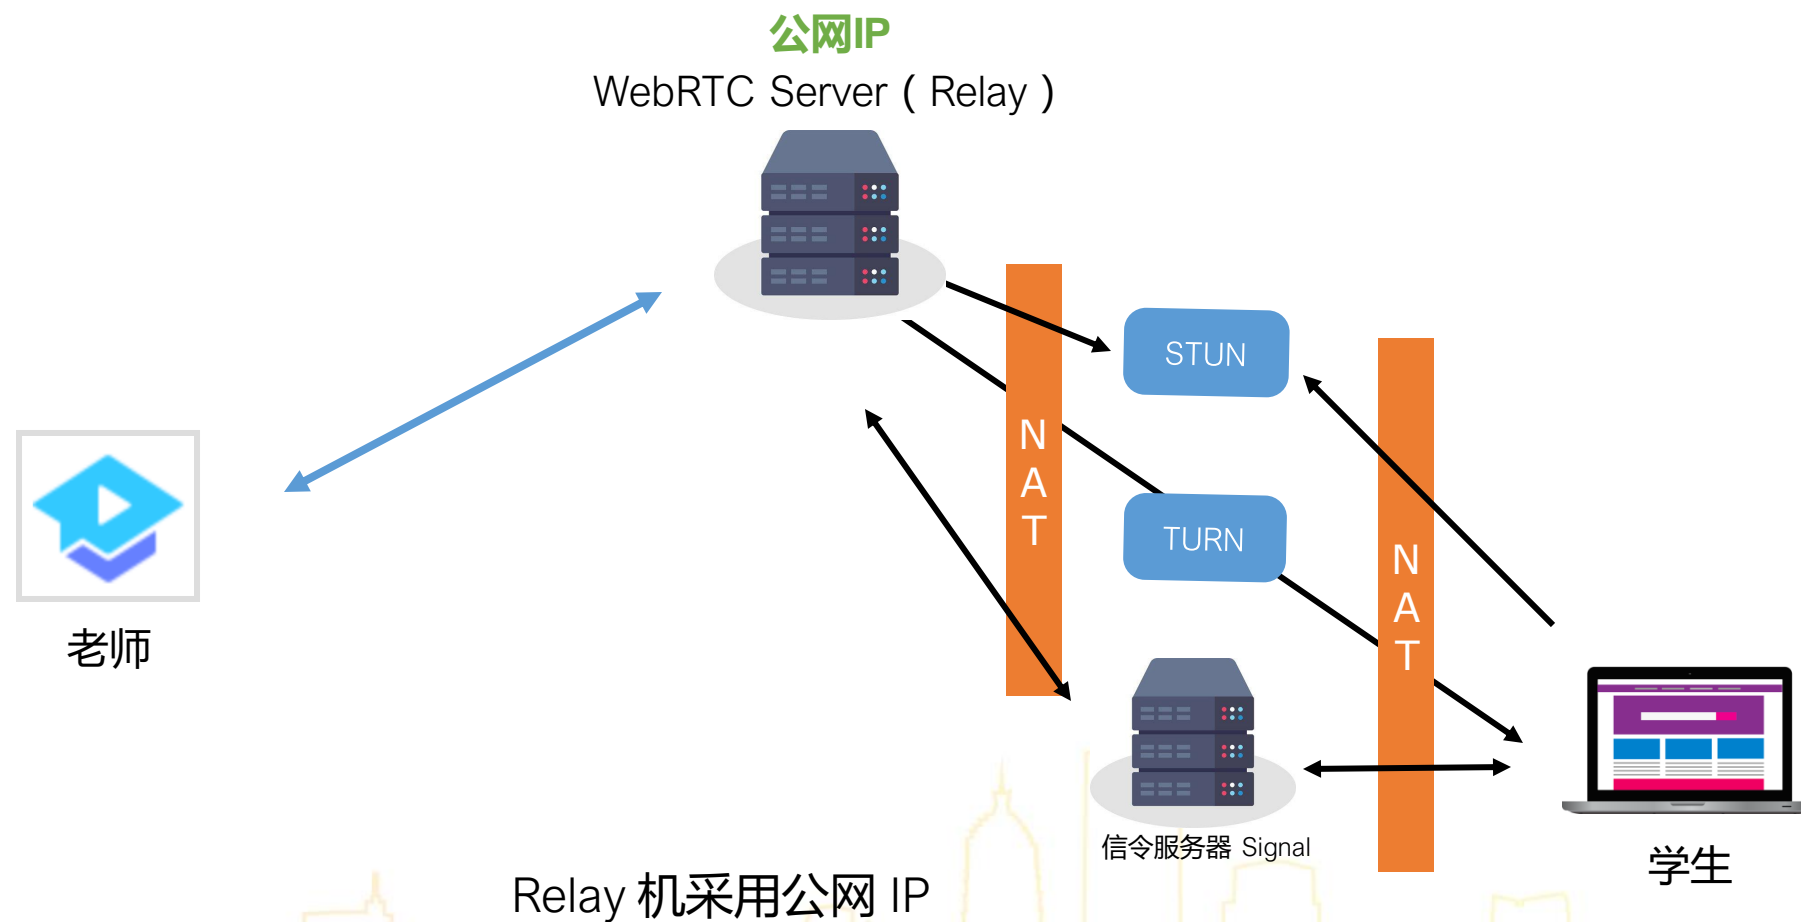 公网IP
WebRTC Server（Relay）
STUN
NAT
TURN
NAT
老师
信令服务器 Signal
学生
Relay 机采用公网 IP